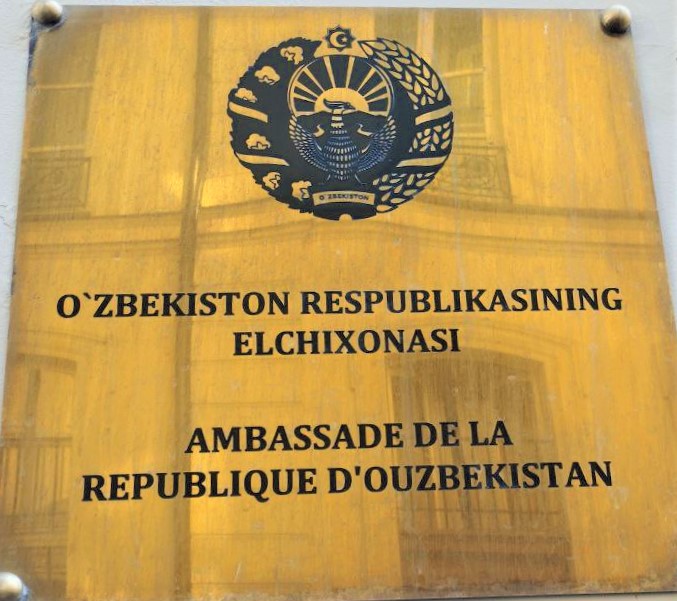 O`ZBEKISTON
O`ZBEKISTON RESPUBLIKASINING
ELCHIXONASI
AMBASSADE DE LA
REPUBLIQUE D'OUZBEKISTAN